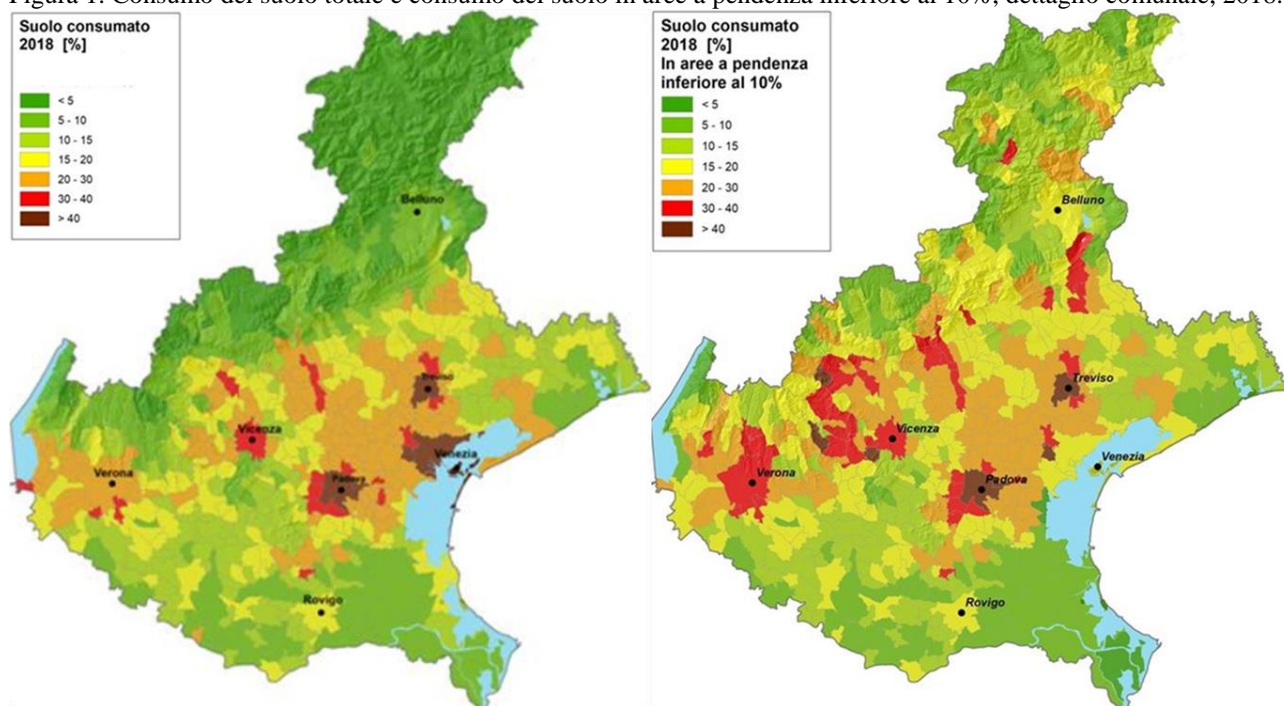 Figura 1. Consumo del suolo totale e consumo del suolo in aree a pendenza inferiore al 10%, dettaglio comunale, 2018.
Suolo consumato
2018 [%]
< 5
5 - 10
10 - 15
15 - 20
20 - 30
30 - 40
> 40
Belluno
Treviso
Vicenza
Venezia
Verona
Padova
Rovigo
Suolo consumato
2018 [%]
In aree a pendenza
inferiore al 10%
< 5
5 - 10
10 - 15
15 - 20
20 - 30
30 - 40
> 40
Belluno
Treviso
Vicenza
Venezia
Verona
Padova
Rovigo